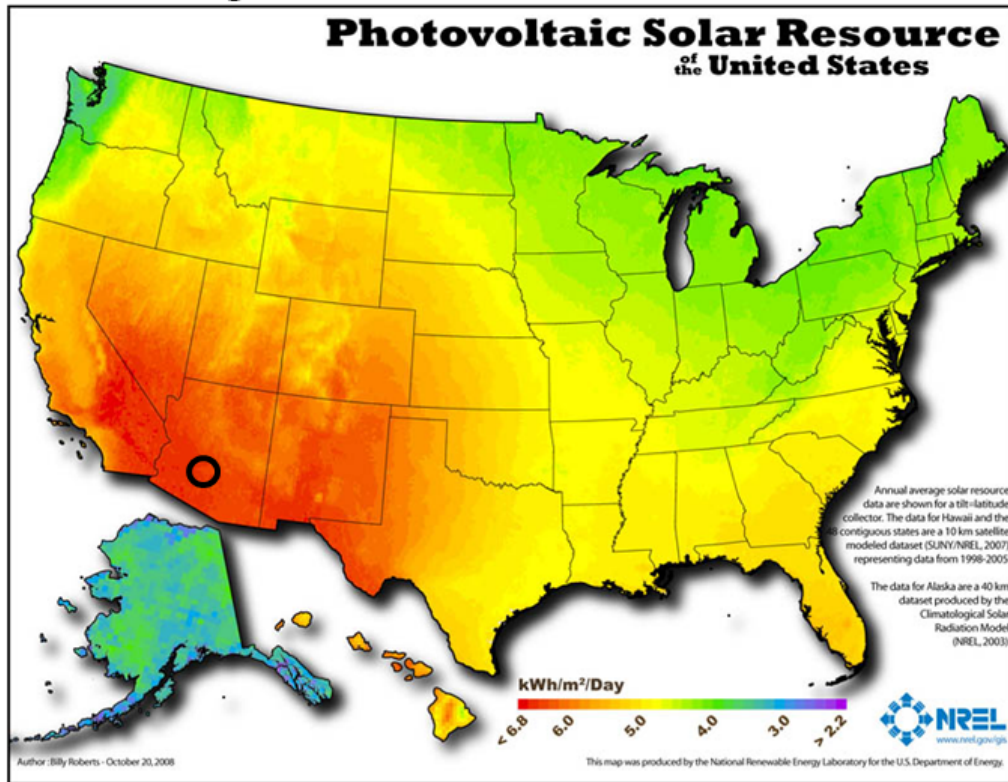 Photovoltaic Solar Resource
of the United States
Annual average solar resource
data are shown for a tilt=latitude
collector. The data for Hawaii and the
48 contiguous states are a 10 km satellite
modeled dataset (SUNY/NREL, 2007)
representing data from 1998-2005
The data for Alaska are a 40 km
dataset produced by the
Climatological Solar
Radiation Model
(NREL, 2003)
kWh/m²/Day
< 6.8
6.0
5.0
4.0
3.0
> 2.2
NREL
www.nrel.gov/gis
Author : Billy Roberts - October 20, 2008
This map was produced by the National Renewable Energy Laboratory for the U.S. Department of Energy.